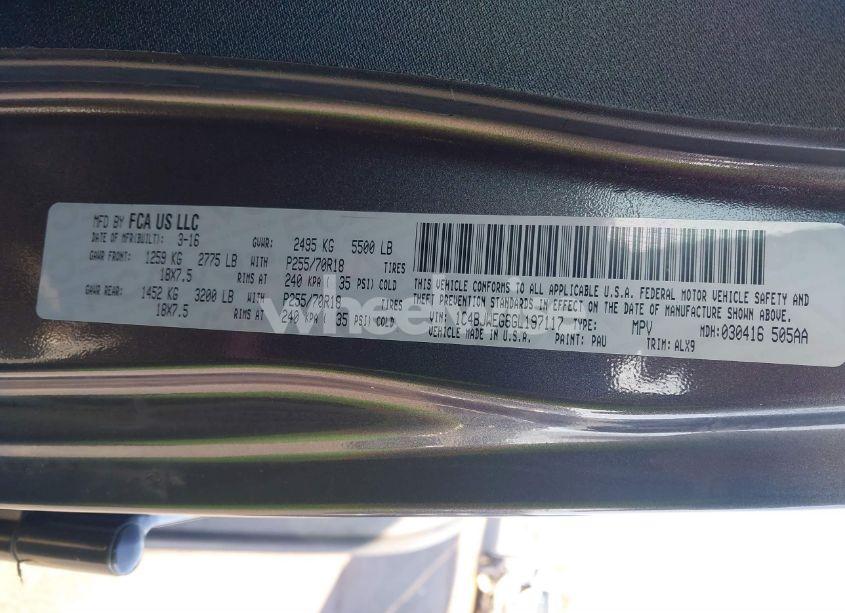 MFD BY FCA US LLC
DATE OF MFR(BUILT): 3-16 GVWR: 2495 KG 5500 LB
GAWR FRONT: 1259 KG 2775 LB WITH P255/70R18 TIRES
18X7.5 RIMS AT 240 KPA ( 35 PSI) COLD
GAWR REAR: 1452 KG 3200 LB WITH P255/70R18 TIRES
18X7.5 RIMS AT 240 KPA ( 35 PSI) COLD
THIS VEHICLE CONFORMS TO ALL APPLICABLE U.S.A. FEDERAL MOTOR VEHICLE SAFETY AND
THEFT PREVENTION STANDARDS IN EFFECT ON THE DATE OF MANUFACTURE SHOWN ABOVE.
VIN: 1C4BJWEG6GL197117 TYPE: MPV MDH: 030416 505AA
VEHICLE MADE IN U.S.A. PAINT: PAU TRIM: ALX9